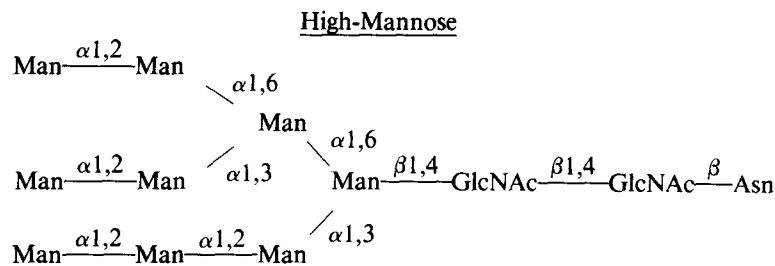 High-Mannose
α1,2
Man Man
α1,6
Man
α1,6
α1,2 α1,3 β1,4 β1,4 β
Man Man Man GlcNAc GlcNAc Asn
α1,2 α1,2 α1,3
Man Man Man